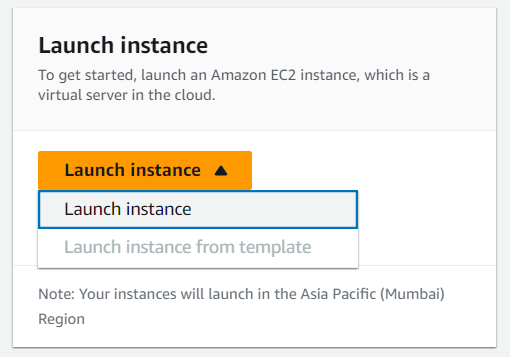 Launch instance
To get started, launch an Amazon EC2 instance, which is a
virtual server in the cloud.
Launch instance
Launch instance
Launch instance from template
Note: Your instances will launch in the Asia Pacific (Mumbai)
Region